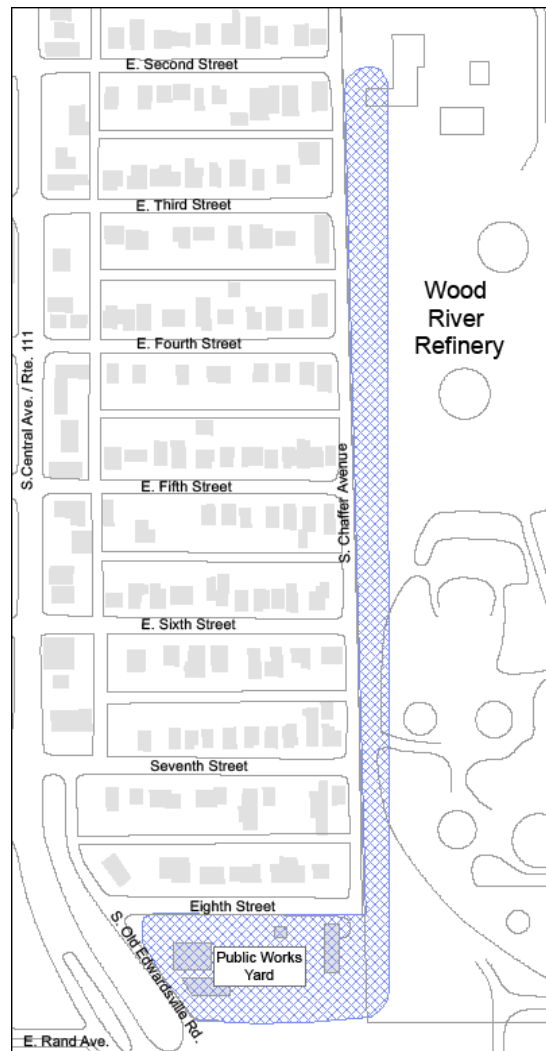 E. Second Street
E. Third Street
Wood
River
Refinery
S.Central Ave. / Rte. 111
E. Fourth Street
S. Chaffer Avenue
E. Fifth Street
E. Sixth Street
Seventh Street
Eighth Street
S. Old Edwardsville Rd.
Public Works
Yard
E. Rand Ave.